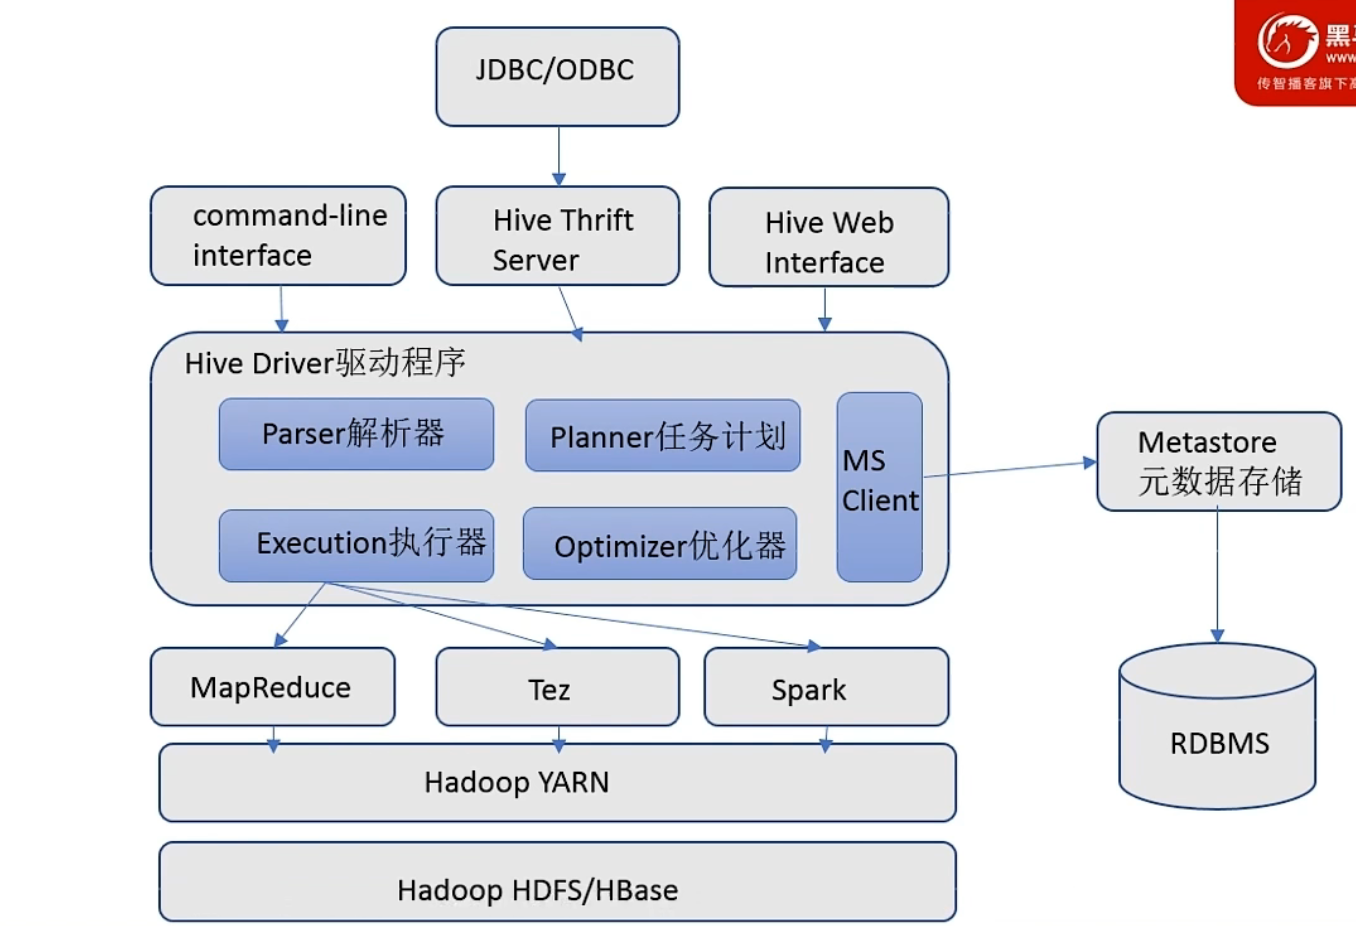 JDBC/ODBC
黑
www
传智播客旗下高
command-line
interface
Hive Thrift
Server
Hive Web
Interface
Hive Driver驱动程序
Parser解析器
Planner任务计划
MS
Client
Execution执行器
Optimizer优化器
Metastore
元数据存储
MapReduce
Tez
Spark
RDBMS
Hadoop YARN
Hadoop HDFS/HBase